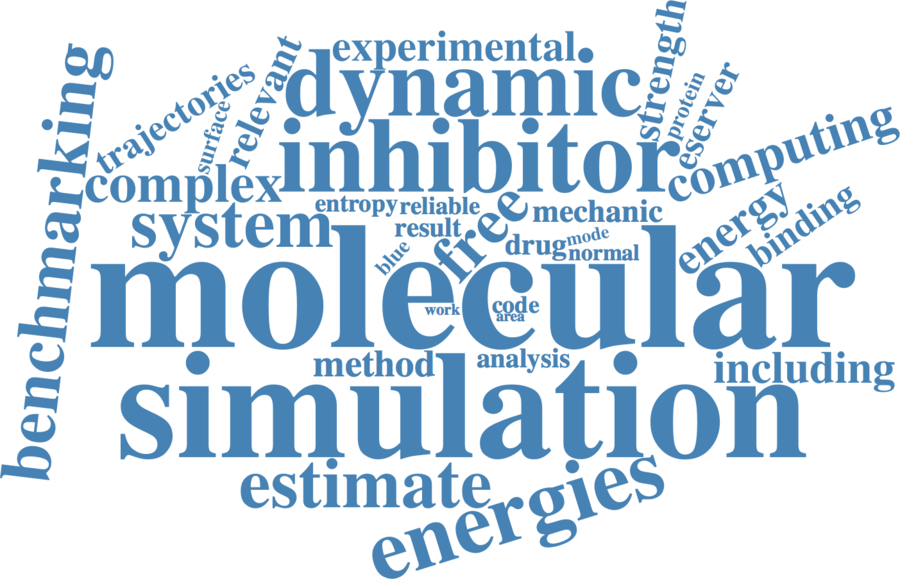 experimental
strength
dynamic
benchmarking
trajectories
surface
relevant
protein
eserver
inhibitor
computing
complex
system
entropy
reliable
mechanic
result
free
energy
binding
blue
drug
mode
normal
molecular
work
code
area
method
analysis
including
simulation
estimate
energies